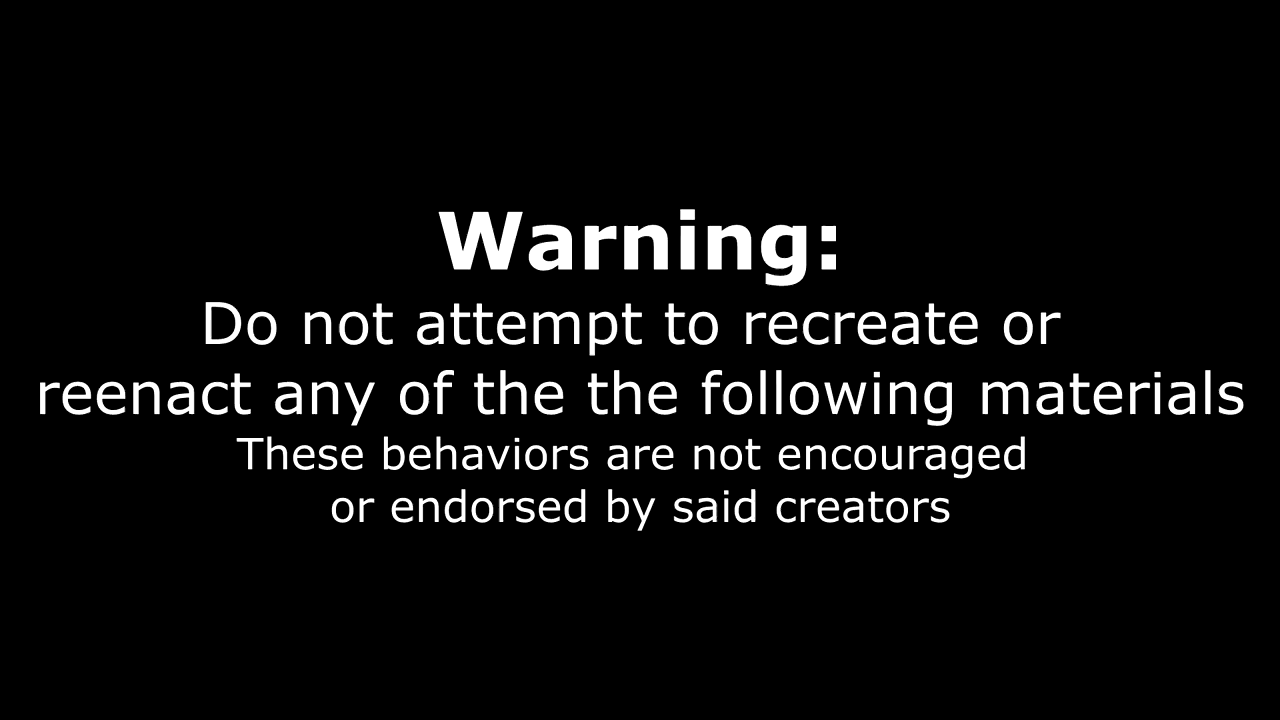 Warning:
Do not attempt to recreate or
reenact any of the the following materials
These behaviors are not encouraged
or endorsed by said creators